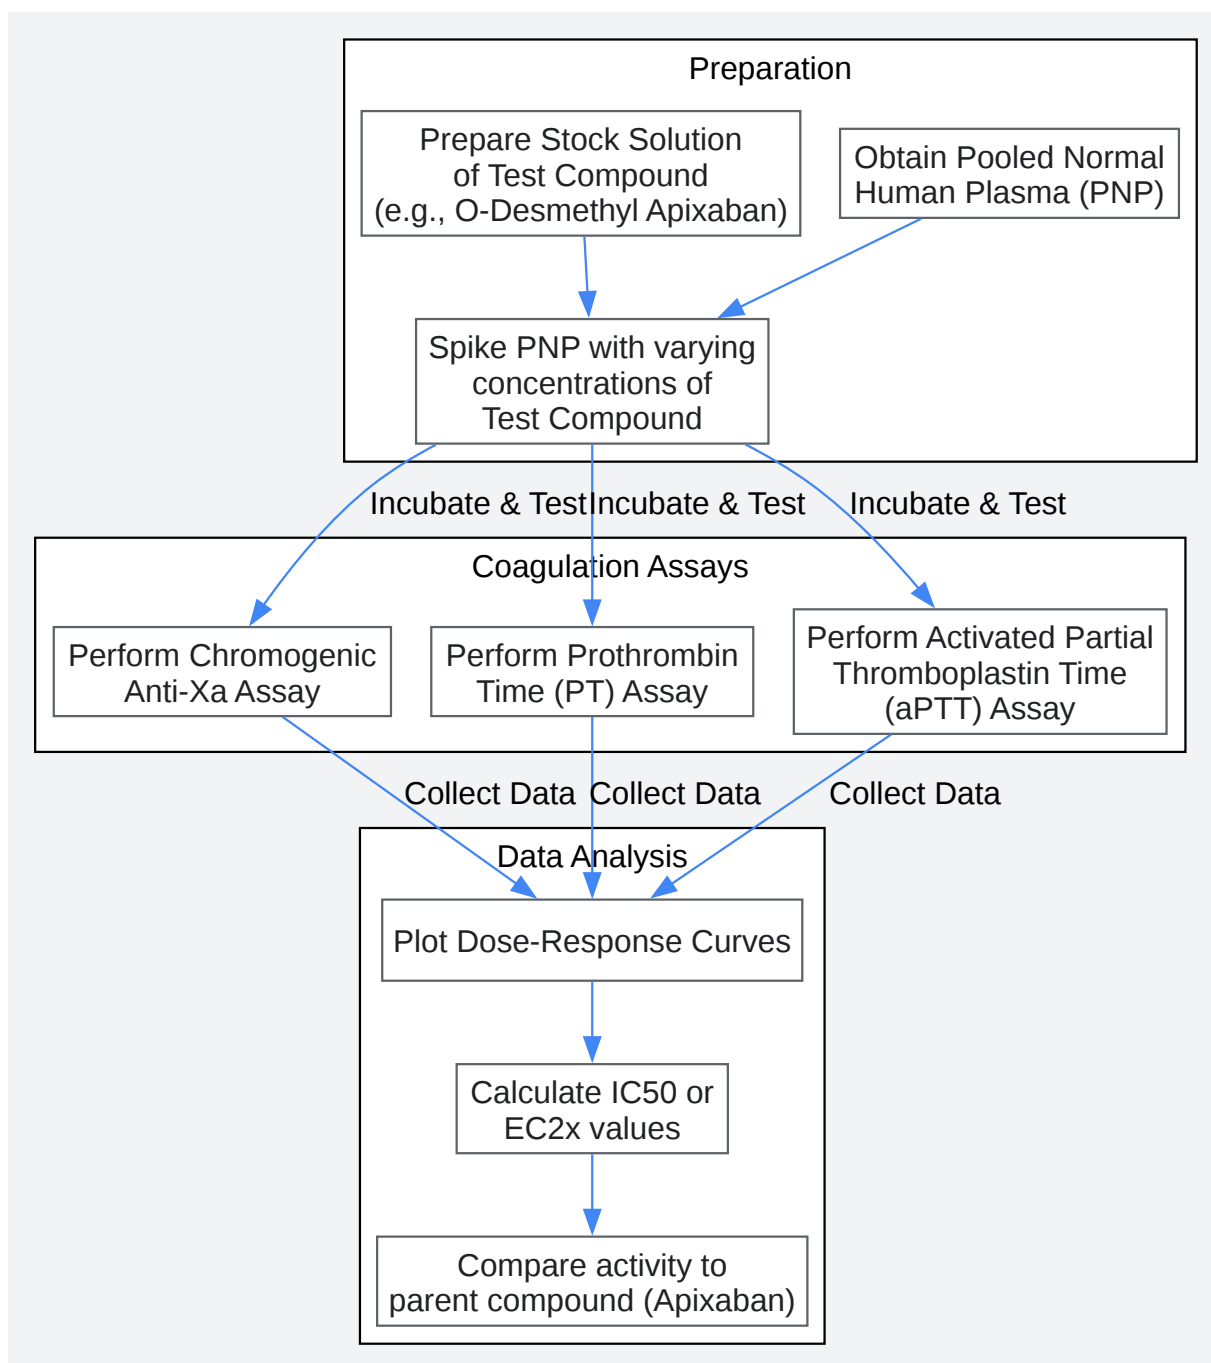 Preparation
Prepare Stock Solution
of Test Compound
(e.g., O-Desmethyl Apixaban)
Obtain Pooled Normal
Human Plasma (PNP)
Spike PNP with varying
concentrations of
Test Compound
Incubate & Test
Incubate & Test
Incubate & Test
Coagulation Assays
Perform Chromogenic
Anti-Xa Assay
Perform Prothrombin
Time (PT) Assay
Perform Activated Partial
Thromboplastin Time
(aPTT) Assay
Collect Data
Collect Data
Collect Data
Data Analysis
Plot Dose-Response Curves
Calculate IC50 or
EC2x values
Compare activity to
parent compound (Apixaban)